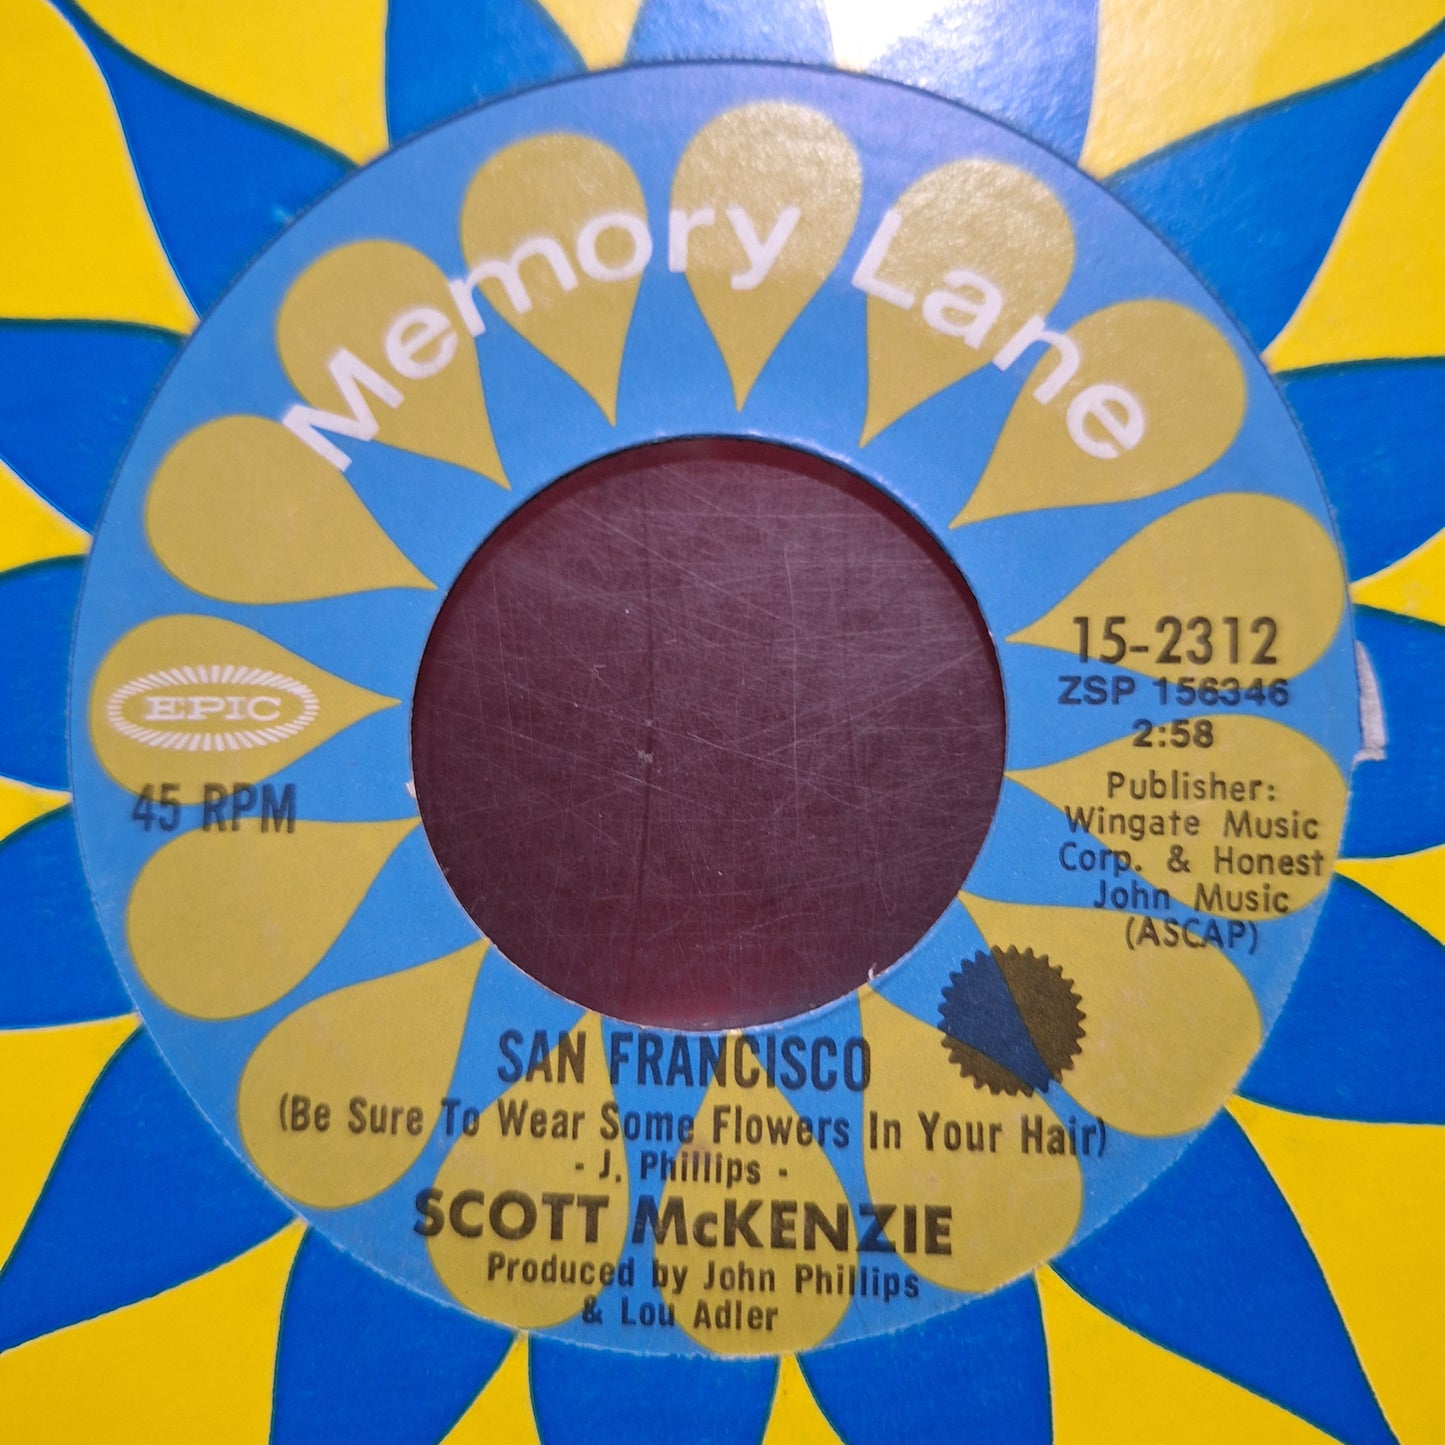 Memory Lane
EPIC
45 RPM
15-2312
ZSP 156346
2:58
Publisher:
Wingate Music
Corp. & Honest
John Music
(ASCAP)
SAN FRANCISCO
(Be Sure To Wear Some Flowers In Your Hair)
- J. Phillips -
SCOTT McKENZIE
Produced by John Phillips
& Lou Adler